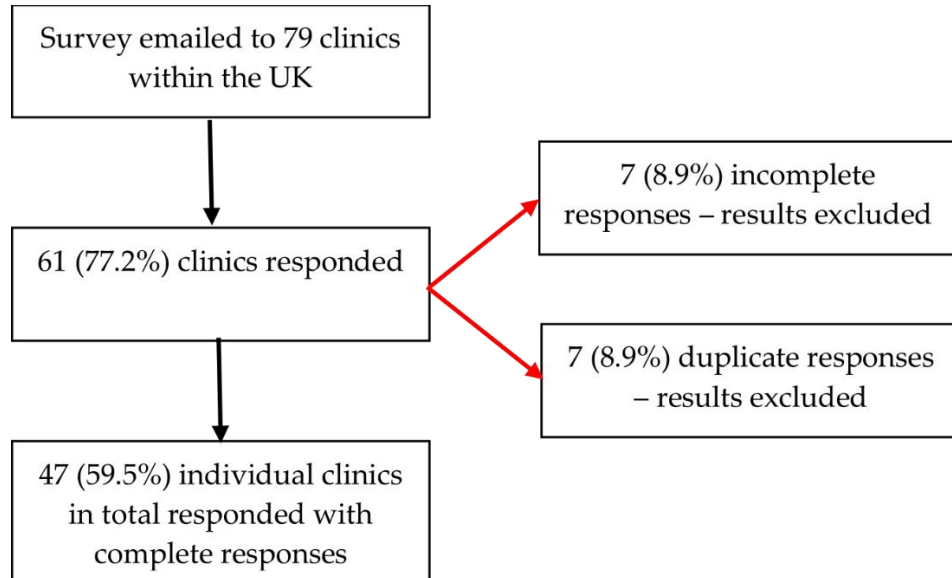 Survey emailed to 79 clinics
within the UK
7 (8.9%) incomplete
responses – results excluded
61 (77.2%) clinics responded
7 (8.9%) duplicate responses
– results excluded
47 (59.5%) individual clinics
in total responded with
complete responses